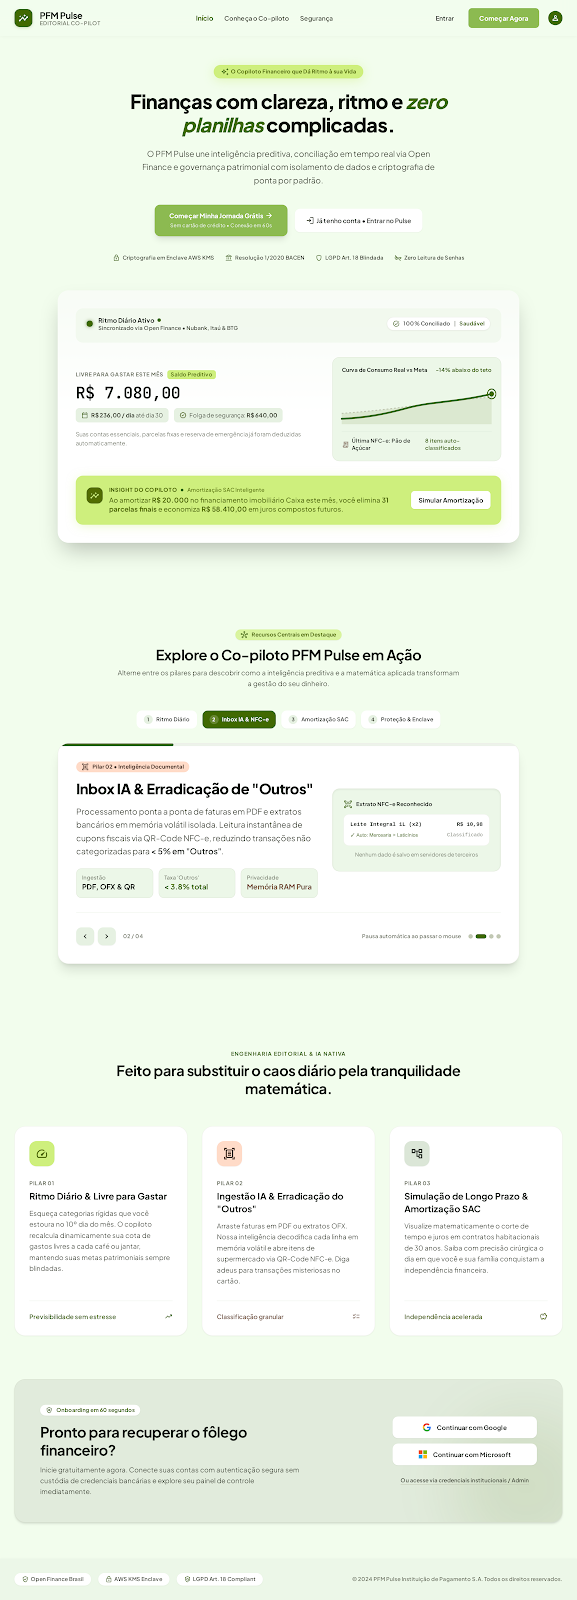 PFM Pulse
EDITORIAL CO-PILOT
Início
Conheça o Co-piloto
Segurança
Entrar
Começar Agora
O Copiloto Financeiro que Dá Ritmo à sua Vida
Finanças com clareza, ritmo e zero
planilhas complicadas.
O PFM Pulse une inteligência preditiva, conciliação em tempo real via Open
Finance e governança patrimonial com isolamento de dados e criptografia de
ponta por padrão.
Começar Minha Jornada Grátis →
Sem cartão de crédito • Conexão em 60s
Já tenho conta • Entrar no Pulse
Criptografia em Enclave AWS KMS
Resolução 1/2020 BACEN
LGPD Art. 18 Blindada
Zero Leitura de Senhas
Ritmo Diário Ativo
Sincronizado via Open Finance • Nubank, Itaú & BTG
100% Conciliado | Saudável
LIVRE PARA GASTAR ESTE MÊS
Saldo Preditivo
R$ 7.080,00
R$ 236,00 / dia até dia 30
Folga de segurança: R$ 640,00
Suas contas essenciais, parcelas fixas e reserva de emergência já foram deduzidas
automaticamente.
Curva de Consumo Real vs Meta
-14% abaixo do teto
Última NFC-e: Pão de
Açúcar
8 itens auto-
classificados
INSIGHT DO COPILOTO • Amortização SAC Inteligente
Ao amortizar R$ 20.000 no financiamento imobiliário Caixa este mês, você elimina 31
parcelas finais e economiza R$ 58.410,00 em juros compostos futuros.
Simular Amortização
Recursos Centrais em Destaque
Explore o Co-piloto PFM Pulse em Ação
Alterne entre os pilares para descobrir como a inteligência preditiva e a matemática aplicada transformam
a gestão do seu dinheiro.
1 Ritmo Diário
2 Inbox IA & NFC-e
3 Amortização SAC
4 Proteção & Enclave
Pilar 02 • Inteligência Documental
Inbox IA & Erradicação de "Outros"
Processamento ponta a ponta de faturas em PDF e extratos
bancários em memória volátil isolada. Leitura instantânea de
cupons fiscais via QR-Code NFC-e, reduzindo transações não
categorizadas para < 5% em "Outros".
Ingestão
PDF, OFX & QR
Taxa 'Outros'
< 3.8% total
Privacidade
Memória RAM Pura
Extrato NFC-e Reconhecido
Leite Integral 1L (x2)
R$ 10,98
✓ Auto: Mercearia > Laticínios
Classificado
Nenhum dado é salvo em servidores de terceiros
02 / 04
Pausa automática ao passar o mouse
ENGENHARIA EDITORIAL & IA NATIVA
Feito para substituir o caos diário pela tranquilidade
matemática.
PILAR 01
Ritmo Diário & Livre para Gastar
Esqueça categorias rígidas que você
estoura no 10º dia do mês. O copiloto
recalcula dinamicamente sua cota de
gastos livres a cada café ou jantar,
mantendo suas metas patrimoniais sempre
blindadas.
Previsibilidade sem estresse
PILAR 02
Ingestão IA & Erradicação do
"Outros"
Arraste faturas em PDF ou extratos OFX.
Nossa inteligência decodifica cada linha em
memória volátil e abre itens de
supermercado via QR-Code NFC-e. Diga
adeus para transações misteriosas no
cartão.
Classificação granular
PILAR 03
Simulação de Longo Prazo &
Amortização SAC
Visualize matematicamente o corte de
tempo e juros em contratos habitacionais
de 30 anos. Saiba com precisão cirúrgica o
dia em que você e sua família conquistam a
independência financeira.
Independência acelerada
Onboarding em 60 segundos
Pronto para recuperar o fôlego
financeiro?
Inicie gratuitamente agora. Conecte suas contas com autenticação segura sem
custódia de credenciais bancárias e explore seu painel de controle
imediatamente.
Continuar com Google
Continuar com Microsoft
Ou acesse via credenciais institucionais / Admin
Open Finance Brasil
AWS KMS Enclave
LGPD Art. 18 Compliant
© 2024 PFM Pulse Instituição de Pagamento S.A. Todos os direitos reservados.